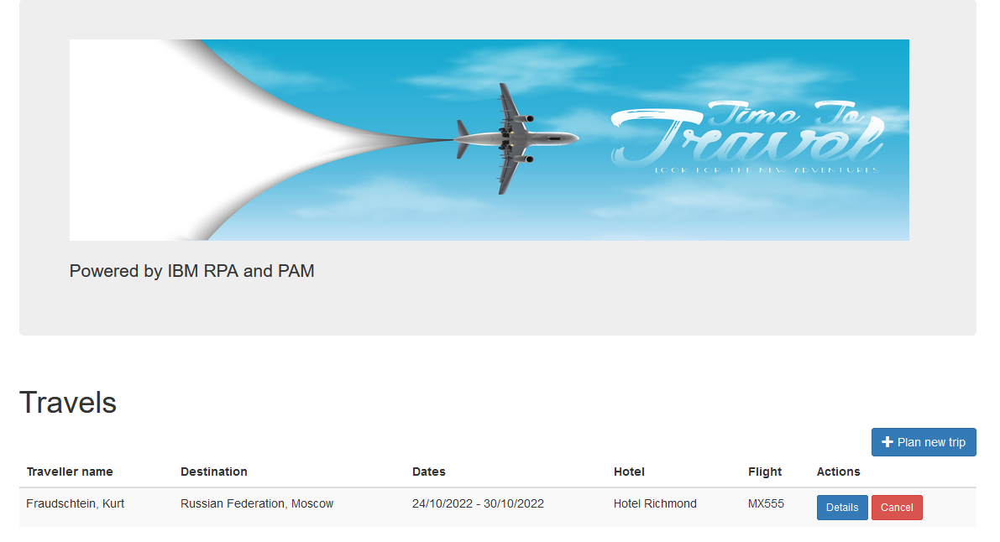 Time To
Travel
LOOK FOR THE NEW ADVENTURES
Powered by IBM RPA and PAM
Travels
Plan new trip
Traveller name Destination Dates Hotel Flight Actions
Fraudschtein, Kurt Russian Federation, Moscow 24/10/2022 - 30/10/2022 Hotel Richmond MX555 Details Cancel